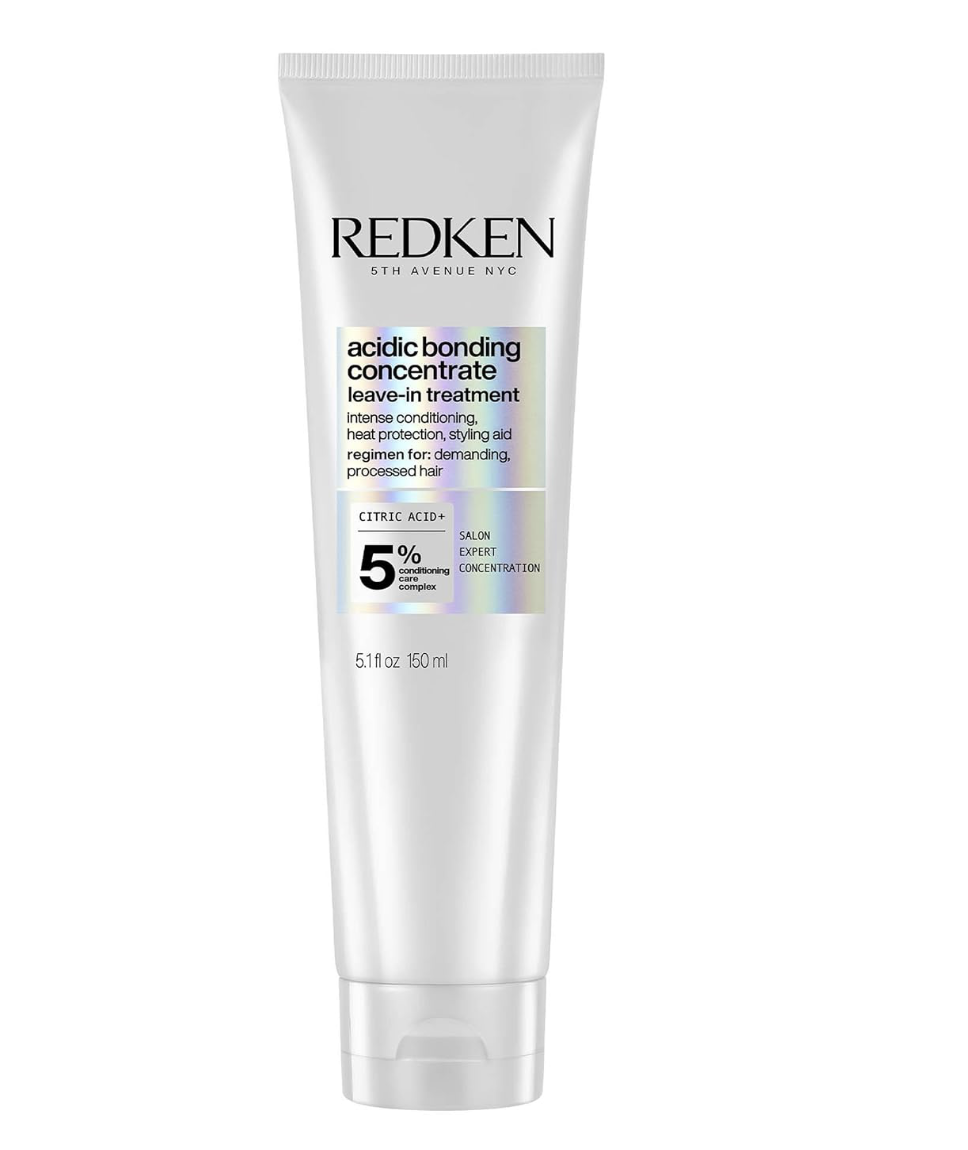 REDKEN
5TH AVENUE NYC
acidic bonding
concentrate
leave-in treatment
intense conditioning,
heat protection, styling aid
regimen for: demanding,
processed hair
CITRIC ACID+
5%
conditioning
care
complex
SALON
EXPERT
CONCENTRATION
5.1 fl oz 150 ml